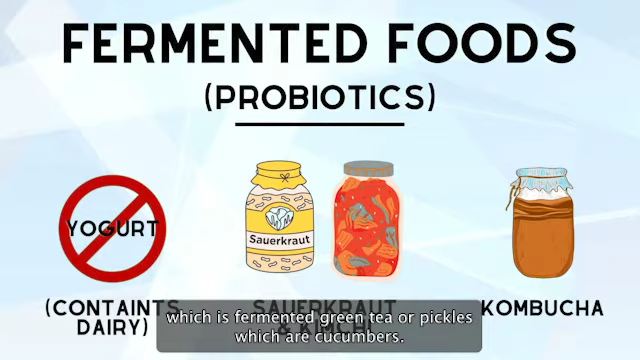 FERMENTED FOODS
(PROBIOTICS)
YOGURT
Sauerkraut
(CONTAINTS
DAIRY)
SAUERKRAUT
& KIMCHI
KOMBUCHA
which is fermented green tea or pickles
which are cucumbers.